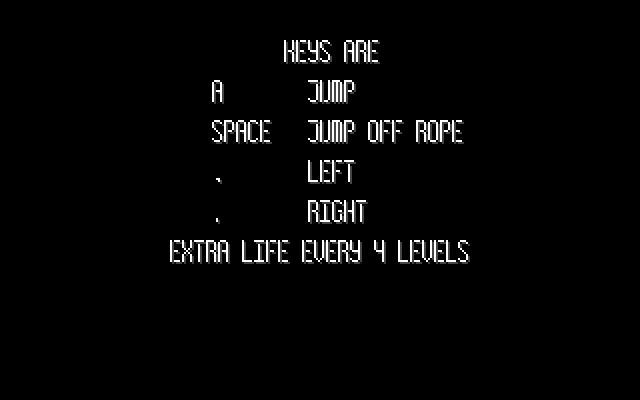 KEYS ARE
A JUMP
SPACE JUMP OFF ROPE
, LEFT
. RIGHT
EXTRA LIFE EVERY 4 LEVELS